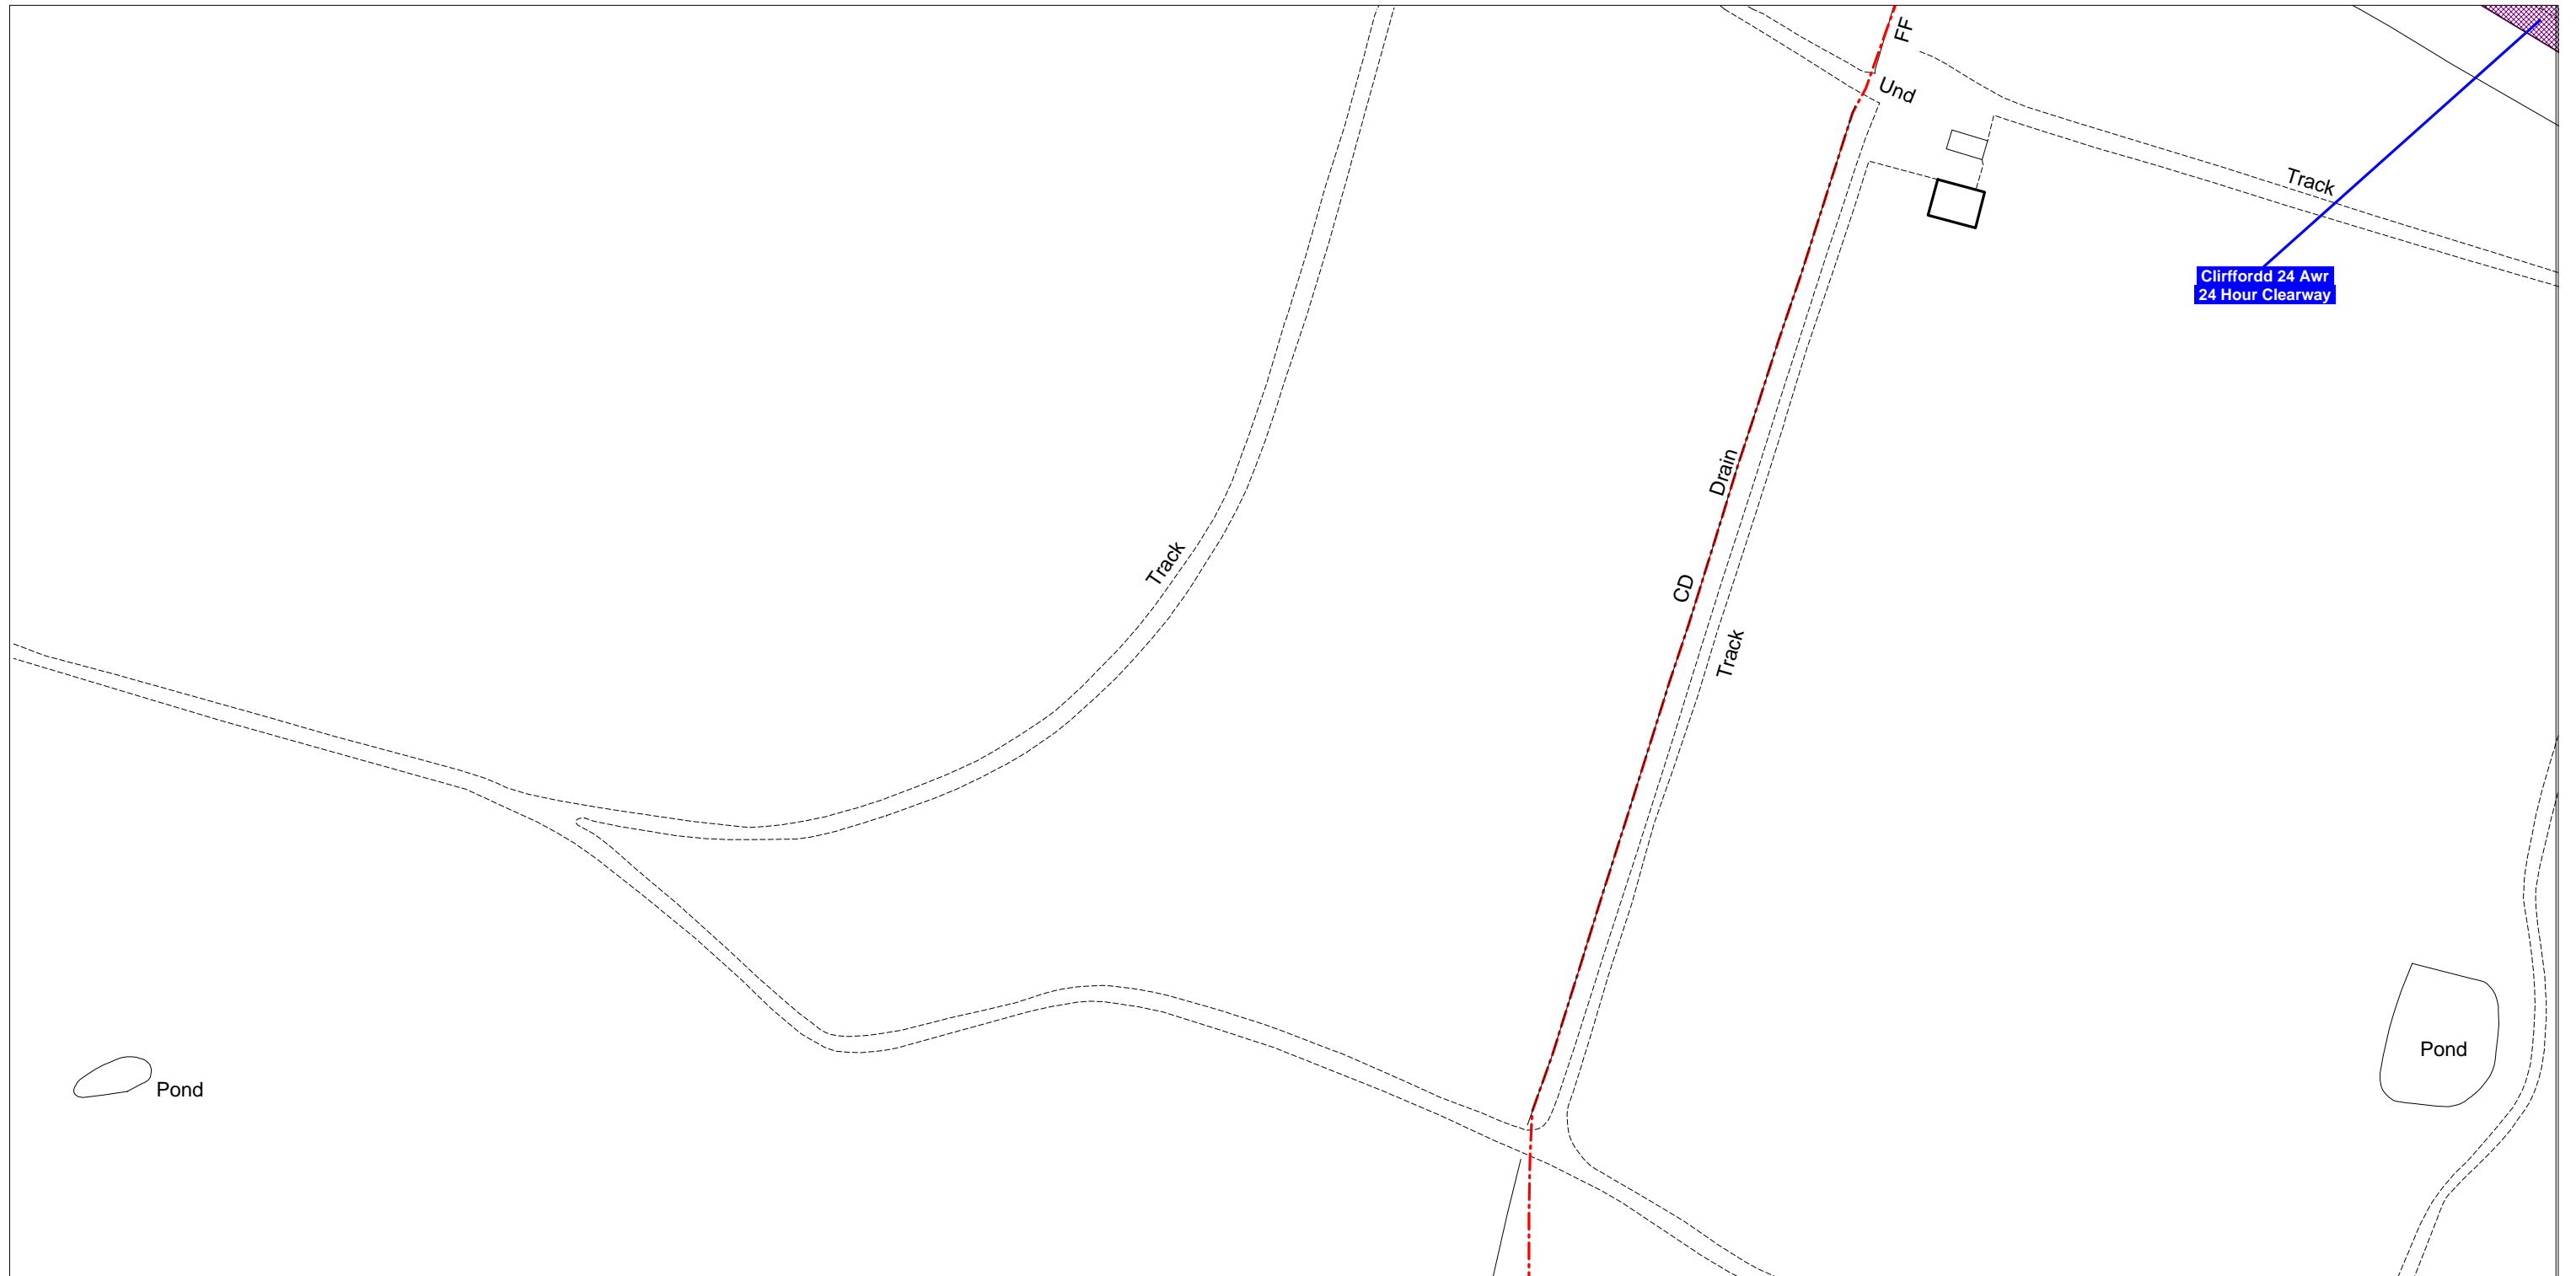 FF
Und
Track
Clirffordd 24 Awr
24 Hour Clearway
Drain
Track
CD
Track
Pond
Pond